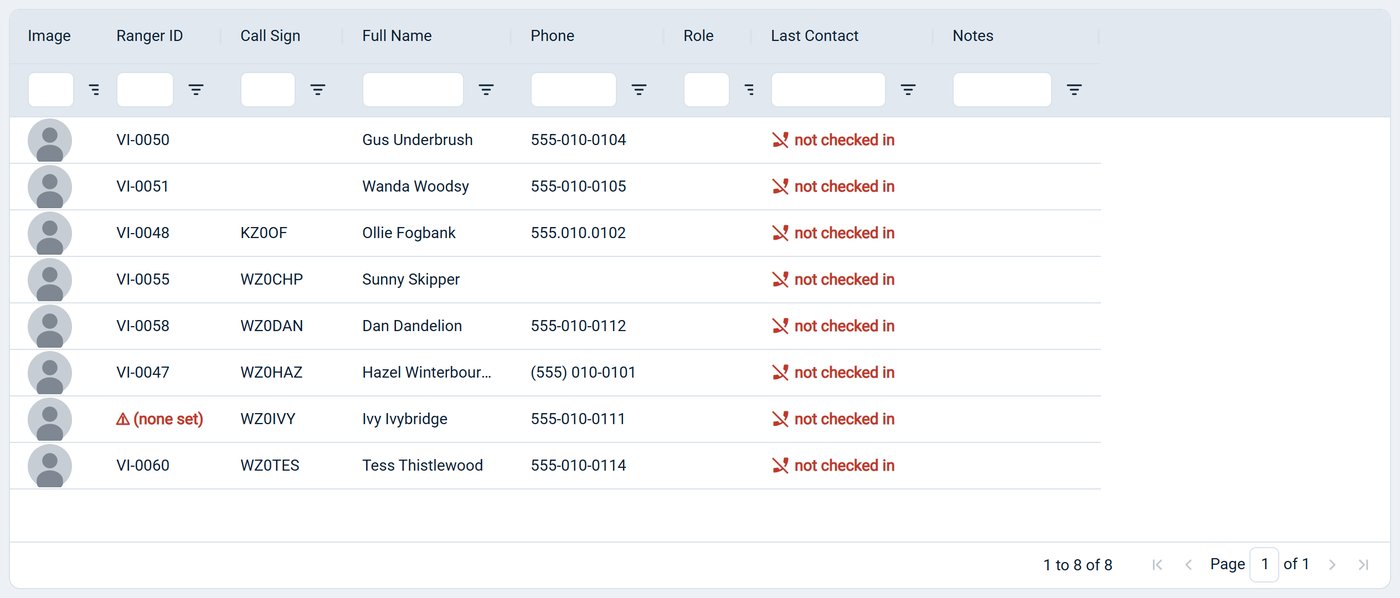 Image Ranger ID Call Sign Full Name Phone Role Last Contact Notes
VI-0050 Gus Underbrush 555-010-0104 not checked in
VI-0051 Wanda Woodsy 555-010-0105 not checked in
VI-0048 KZ0OF Ollie Fogbank 555.010.0102 not checked in
VI-0055 WZ0CHP Sunny Skipper not checked in
VI-0058 WZ0DAN Dan Dandelion 555-010-0112 not checked in
VI-0047 WZ0HAZ Hazel Winterbour... (555) 010-0101 not checked in
(none set) WZ0IVY Ivy Ivybridge 555-010-0111 not checked in
VI-0060 WZ0TES Tess Thistlewood 555-010-0114 not checked in
1 to 8 of 8 Page 1 of 1